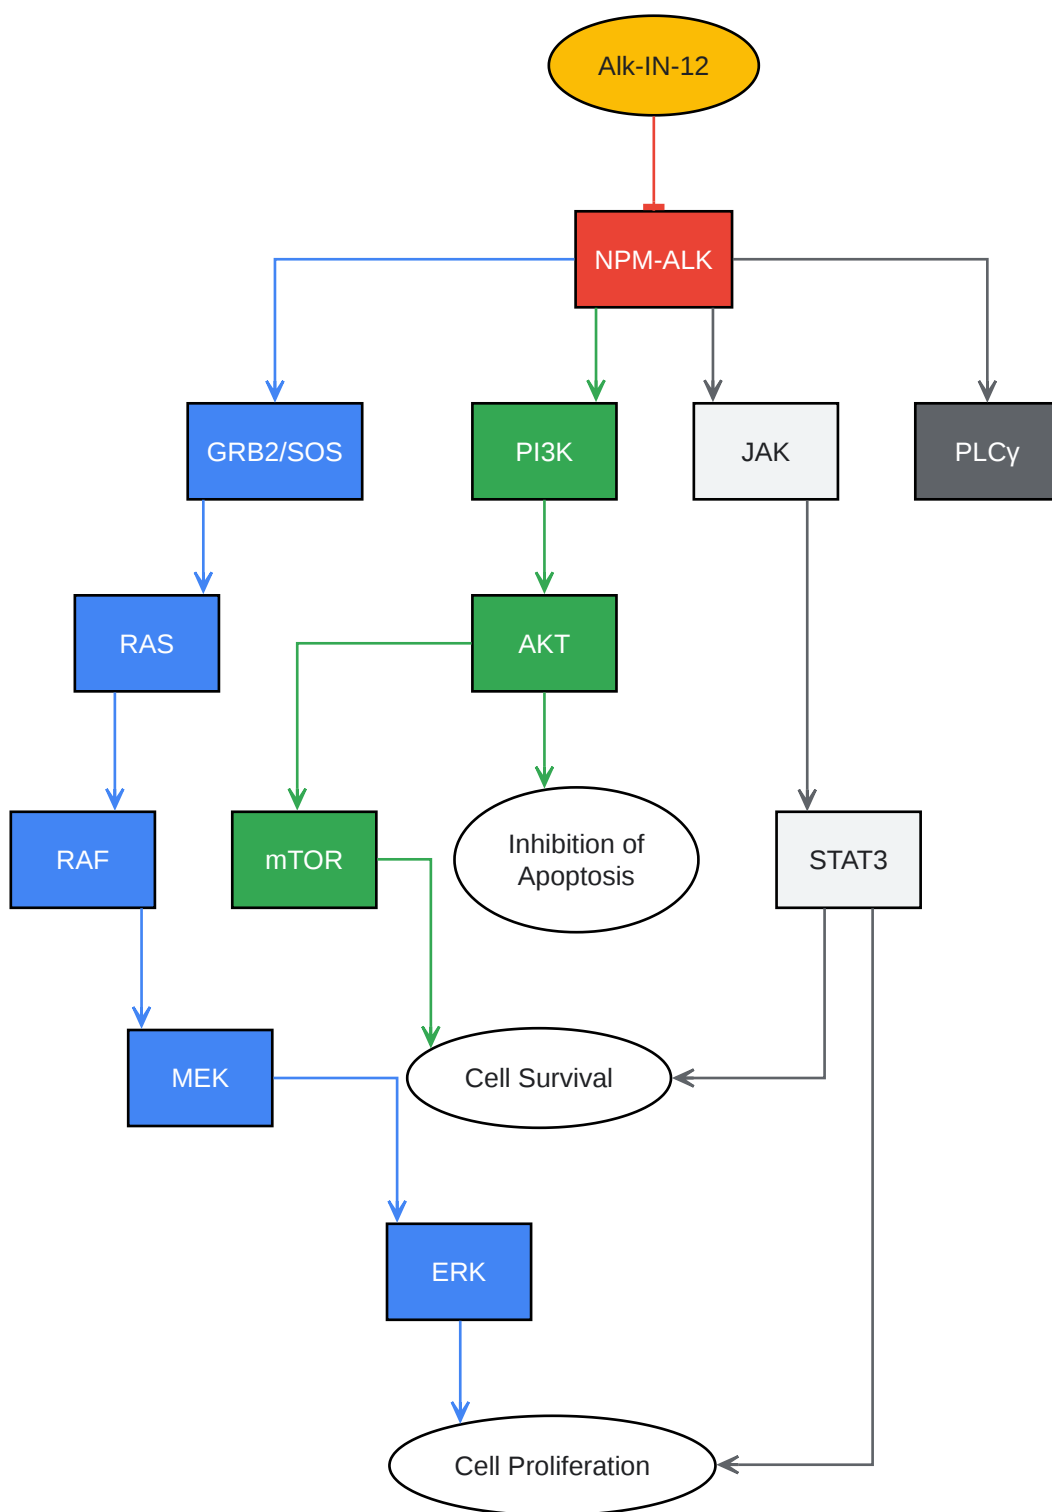 Alk-IN-12
NPM-ALK
GRB2/SOS
PI3K
JAK
PLCγ
RAS
AKT
RAF
mTOR
Inhibition of
Apoptosis
STAT3
MEK
Cell Survival
ERK
Cell Proliferation